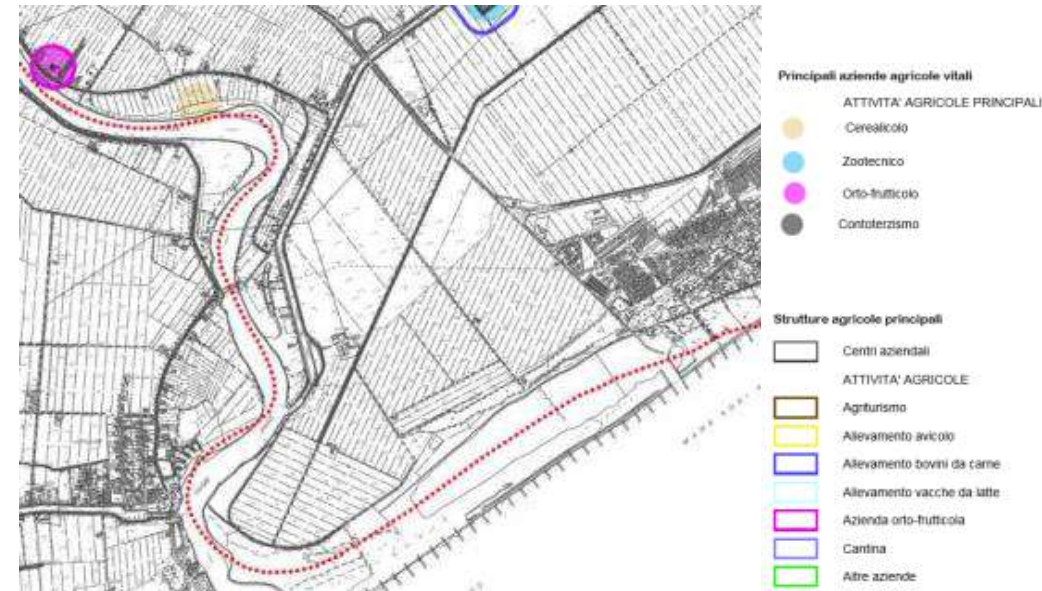 Principali aziende agricole vitali
ATTIVITA' AGRICOLE PRINCIPALI
Cerealicolo
Zootecnico
Orto-frutticolo
Contoterzismo
Strutture agricole principali
Centri aziendali
ATTIVITA' AGRICOLE
Agriturismo
Allevamento avicolo
Allevamento bovini da carne
Allevamento vacche da latte
Azienda orto-frutticola
Cantina
Altre aziende